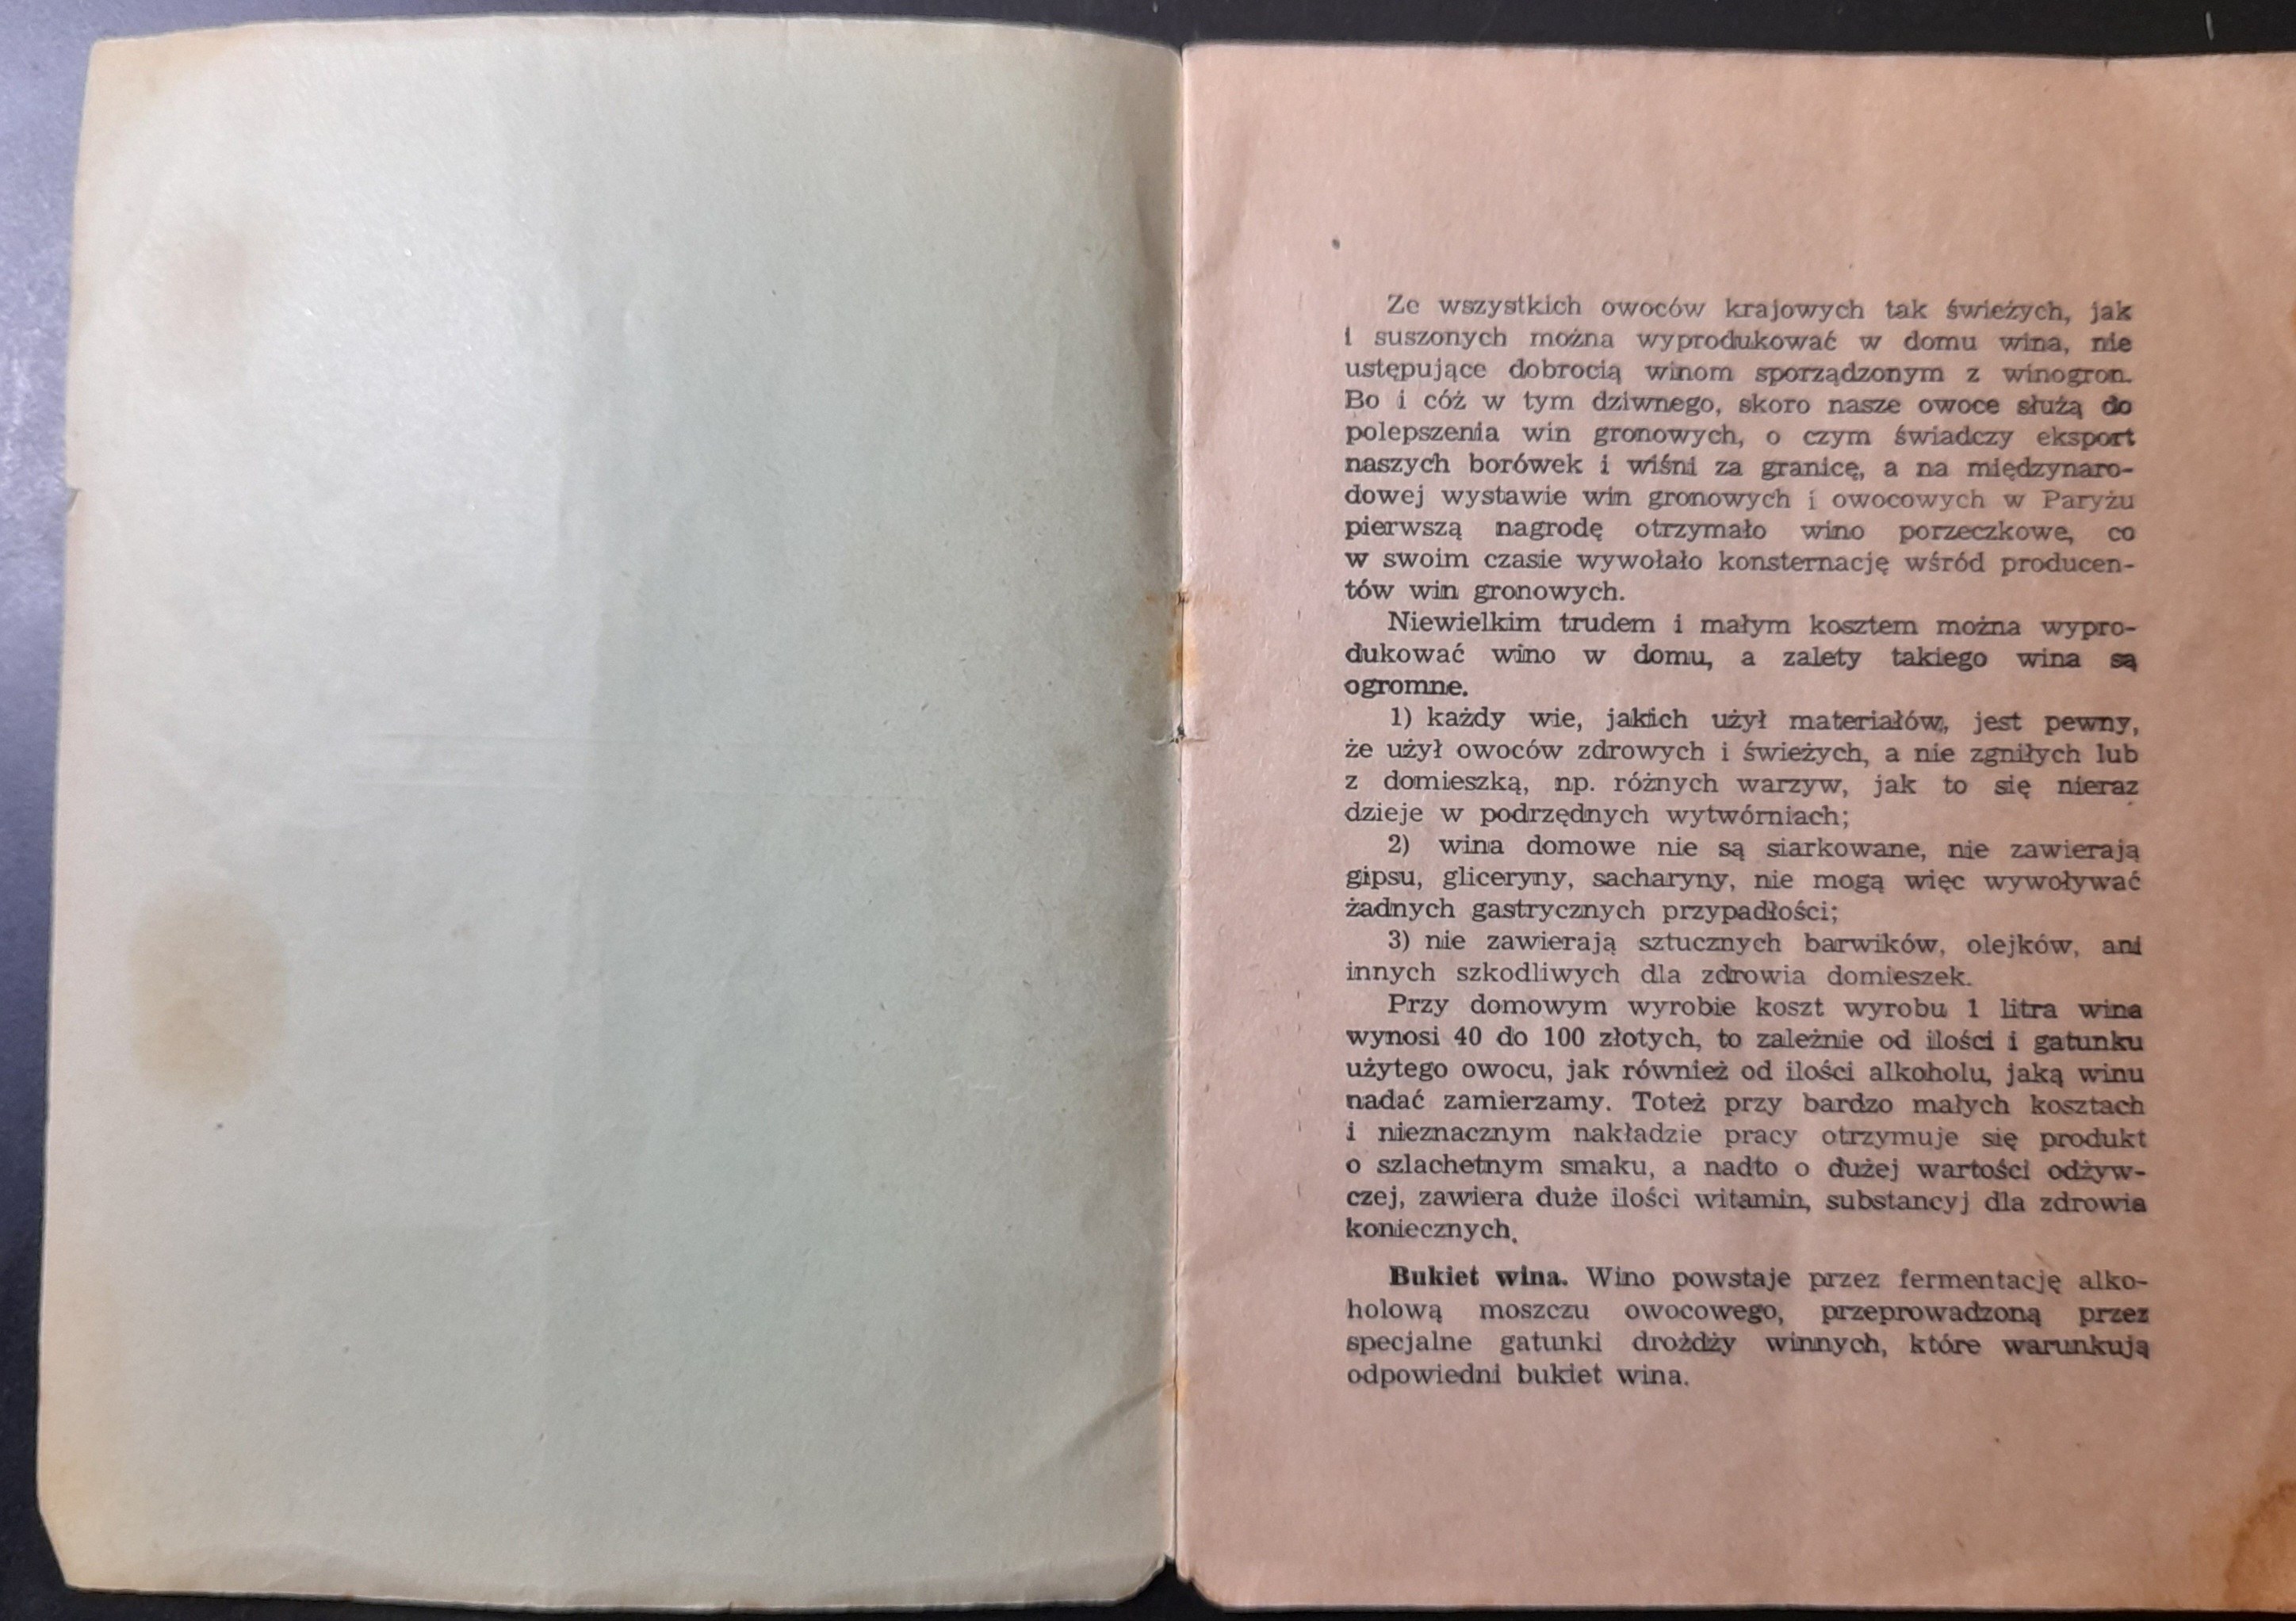 Ze wszystkich owoców krajowych tak świeżych, jak
i suszonych można wyprodukować w domu wina, nie
ustępujące dobrocią winom sporządzonym z winogron.
Bo i cóż w tym dziwnego, skoro nasze owoce służą do
polepszenia win gronowych, o czym świadczy eksport
naszych borówek i wiśni za granicę, a na międzynaro-
dowej wystawie win gronowych i owocowych w Paryżu
pierwszą nagrodę otrzymało wino porzeczkowe, co
w swoim czasie wywołało konsternację wśród producen-
tów win gronowych.
Niewielkim trudem i małym kosztem można wypro-
dukować wino w domu, a zalety takiego wina są
ogromne.
1) każdy wie, jakich użył materiałów, jest pewny,
że użył owoców zdrowych i świeżych, a nie zgniłych lub
z domieszką, np. różnych warzyw, jak to się nieraz
dzieje w podrzędnych wytwórniach;
2) wina domowe nie są siarkowane, nie zawierają
gipsu, gliceryny, sacharyny, nie mogą więc wywoływać
żadnych gastrycznych przypadłości;
3) nie zawierają sztucznych barwików, olejków, ani
innych szkodliwych dla zdrowia domieszek.
Przy domowym wyrobie koszt wyrobu 1 litra wina
wynosi 40 do 100 złotych, to zależnie od ilości i gatunku
użytego owocu, jak również od ilości alkoholu, jaką winu
nadać zamierzamy. Toteż przy bardzo małych kosztach
i nieznacznym nakładzie pracy otrzymuje się produkt
o szlachetnym smaku, a nadto o dużej wartości odżyw-
czej, zawiera duże ilości witamin, substancyj dla zdrowia
koniecznych.
Bukiet wina. Wino powstaje przez fermentację alko-
holową moszczu owocowego, przeprowadzoną przez
specjalne gatunki drożdży winnych, które warunkują
odpowiedni bukiet wina.